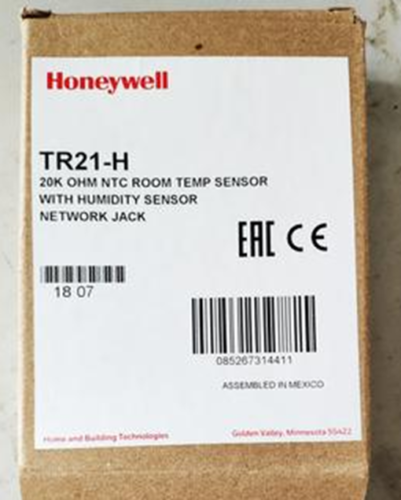 Honeywell
TR21-H
20K OHM NTC ROOM TEMP SENSOR
WITH HUMIDITY SENSOR
NETWORK JACK
EAC CE
18 07
085267314411
ASSEMBLED IN MEXICO
Home and Building Technologies
Golden Valley, Minnesota 55422